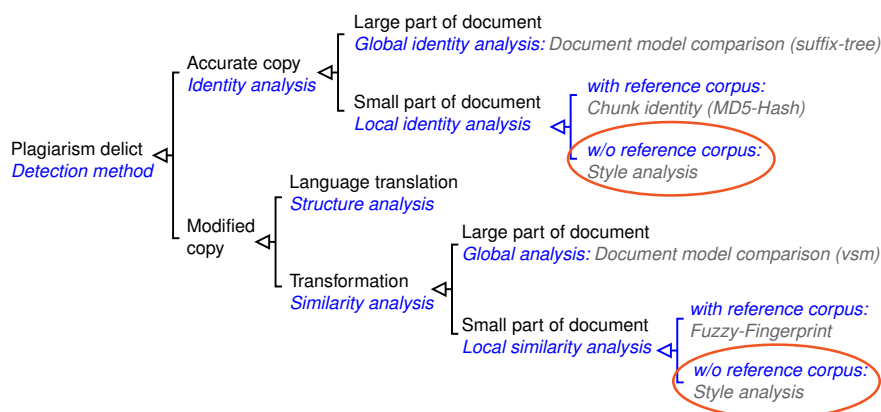 Large part of document
Global identity analysis: Document model comparison (suffix-tree)
Accurate copy
Identity analysis
Small part of document
Local identity analysis
with reference corpus:
Chunk identity (MD5-Hash)
w/o reference corpus:
Style analysis
Plagiarism delict
Detection method
Language translation
Structure analysis
Modified
copy
Large part of document
Global analysis: Document model comparison (vsm)
Transformation
Similarity analysis
Small part of document
Local similarity analysis
with reference corpus:
Fuzzy-Fingerprint
w/o reference corpus:
Style analysis